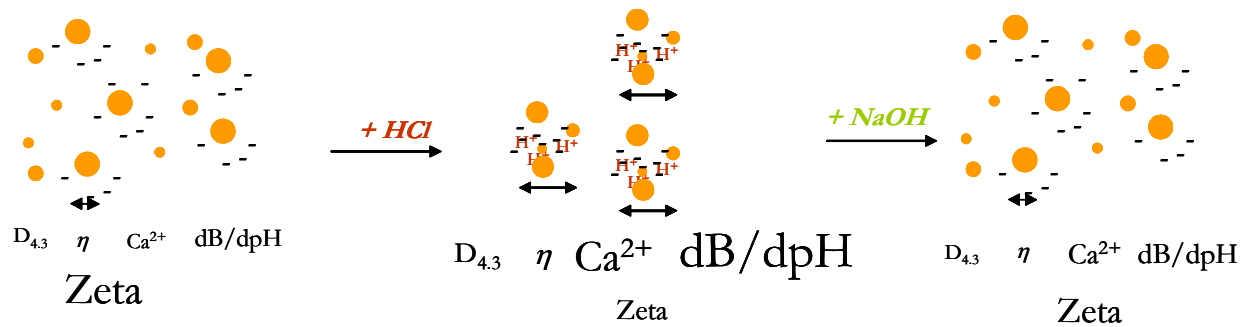 + HCl
+ NaOH
H⁺ H⁺ H⁺
H⁺ H⁺ H⁺
H⁺ H⁺ H⁺
D₄.₃ η Ca²⁺ dB/dpH
Zeta
D₄.₃ η Ca²⁺ dB/dpH
Zeta
D₄.₃ η Ca²⁺ dB/dpH
Zeta